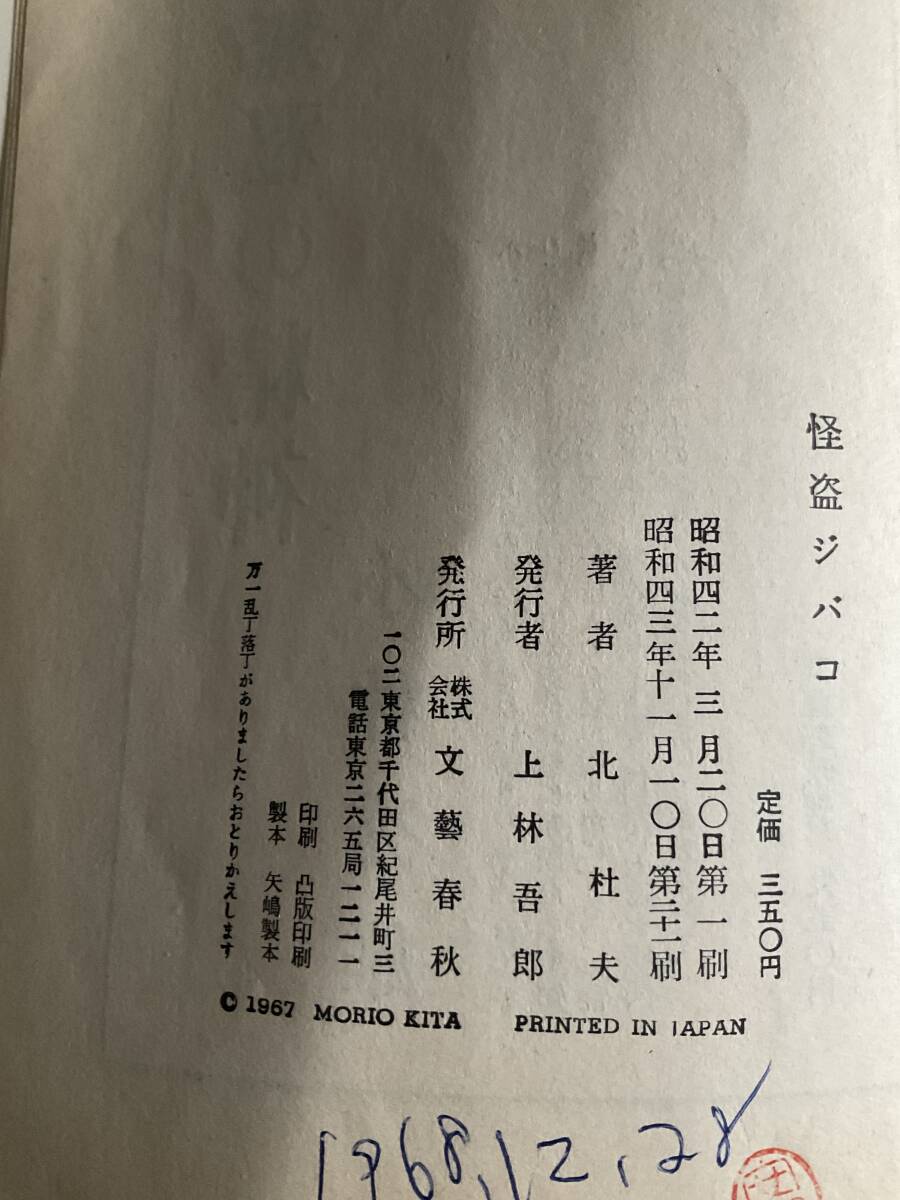 怪盗ジバコ
定価 三五〇円
昭和四二年 三 月二〇日第 一 刷
昭和四三年十一月一〇日第三十一刷
著者 北 杜夫
発行者 上林吾郎
発行所 株式会社 文藝春秋
一〇二 東京都千代田区紀尾井町三
電話東京二六五局一二一一
印刷 凸版印刷
製本 矢嶋製本
万一乱丁落丁がありましたらおとりかえします
© 1967 MORIO KITA PRINTED IN JAPAN
1968,12,28